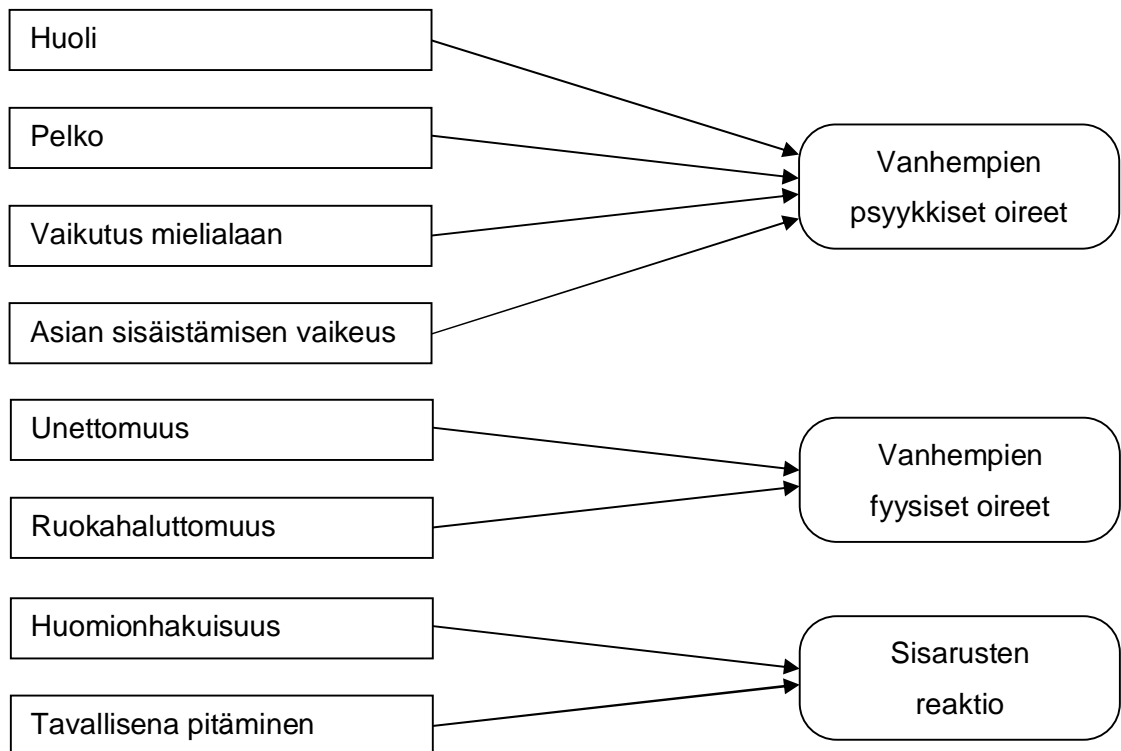 Huoli
Pelko
Vaikutus mielialaan
Asian sisäistämisen vaikeus
Vanhempien
psyykkiset oireet
Unettomuus
Ruokahaluttomuus
Vanhempien
fyysiset oireet
Huomionhakuisuus
Tavallisena pitäminen
Sisarusten
reaktio